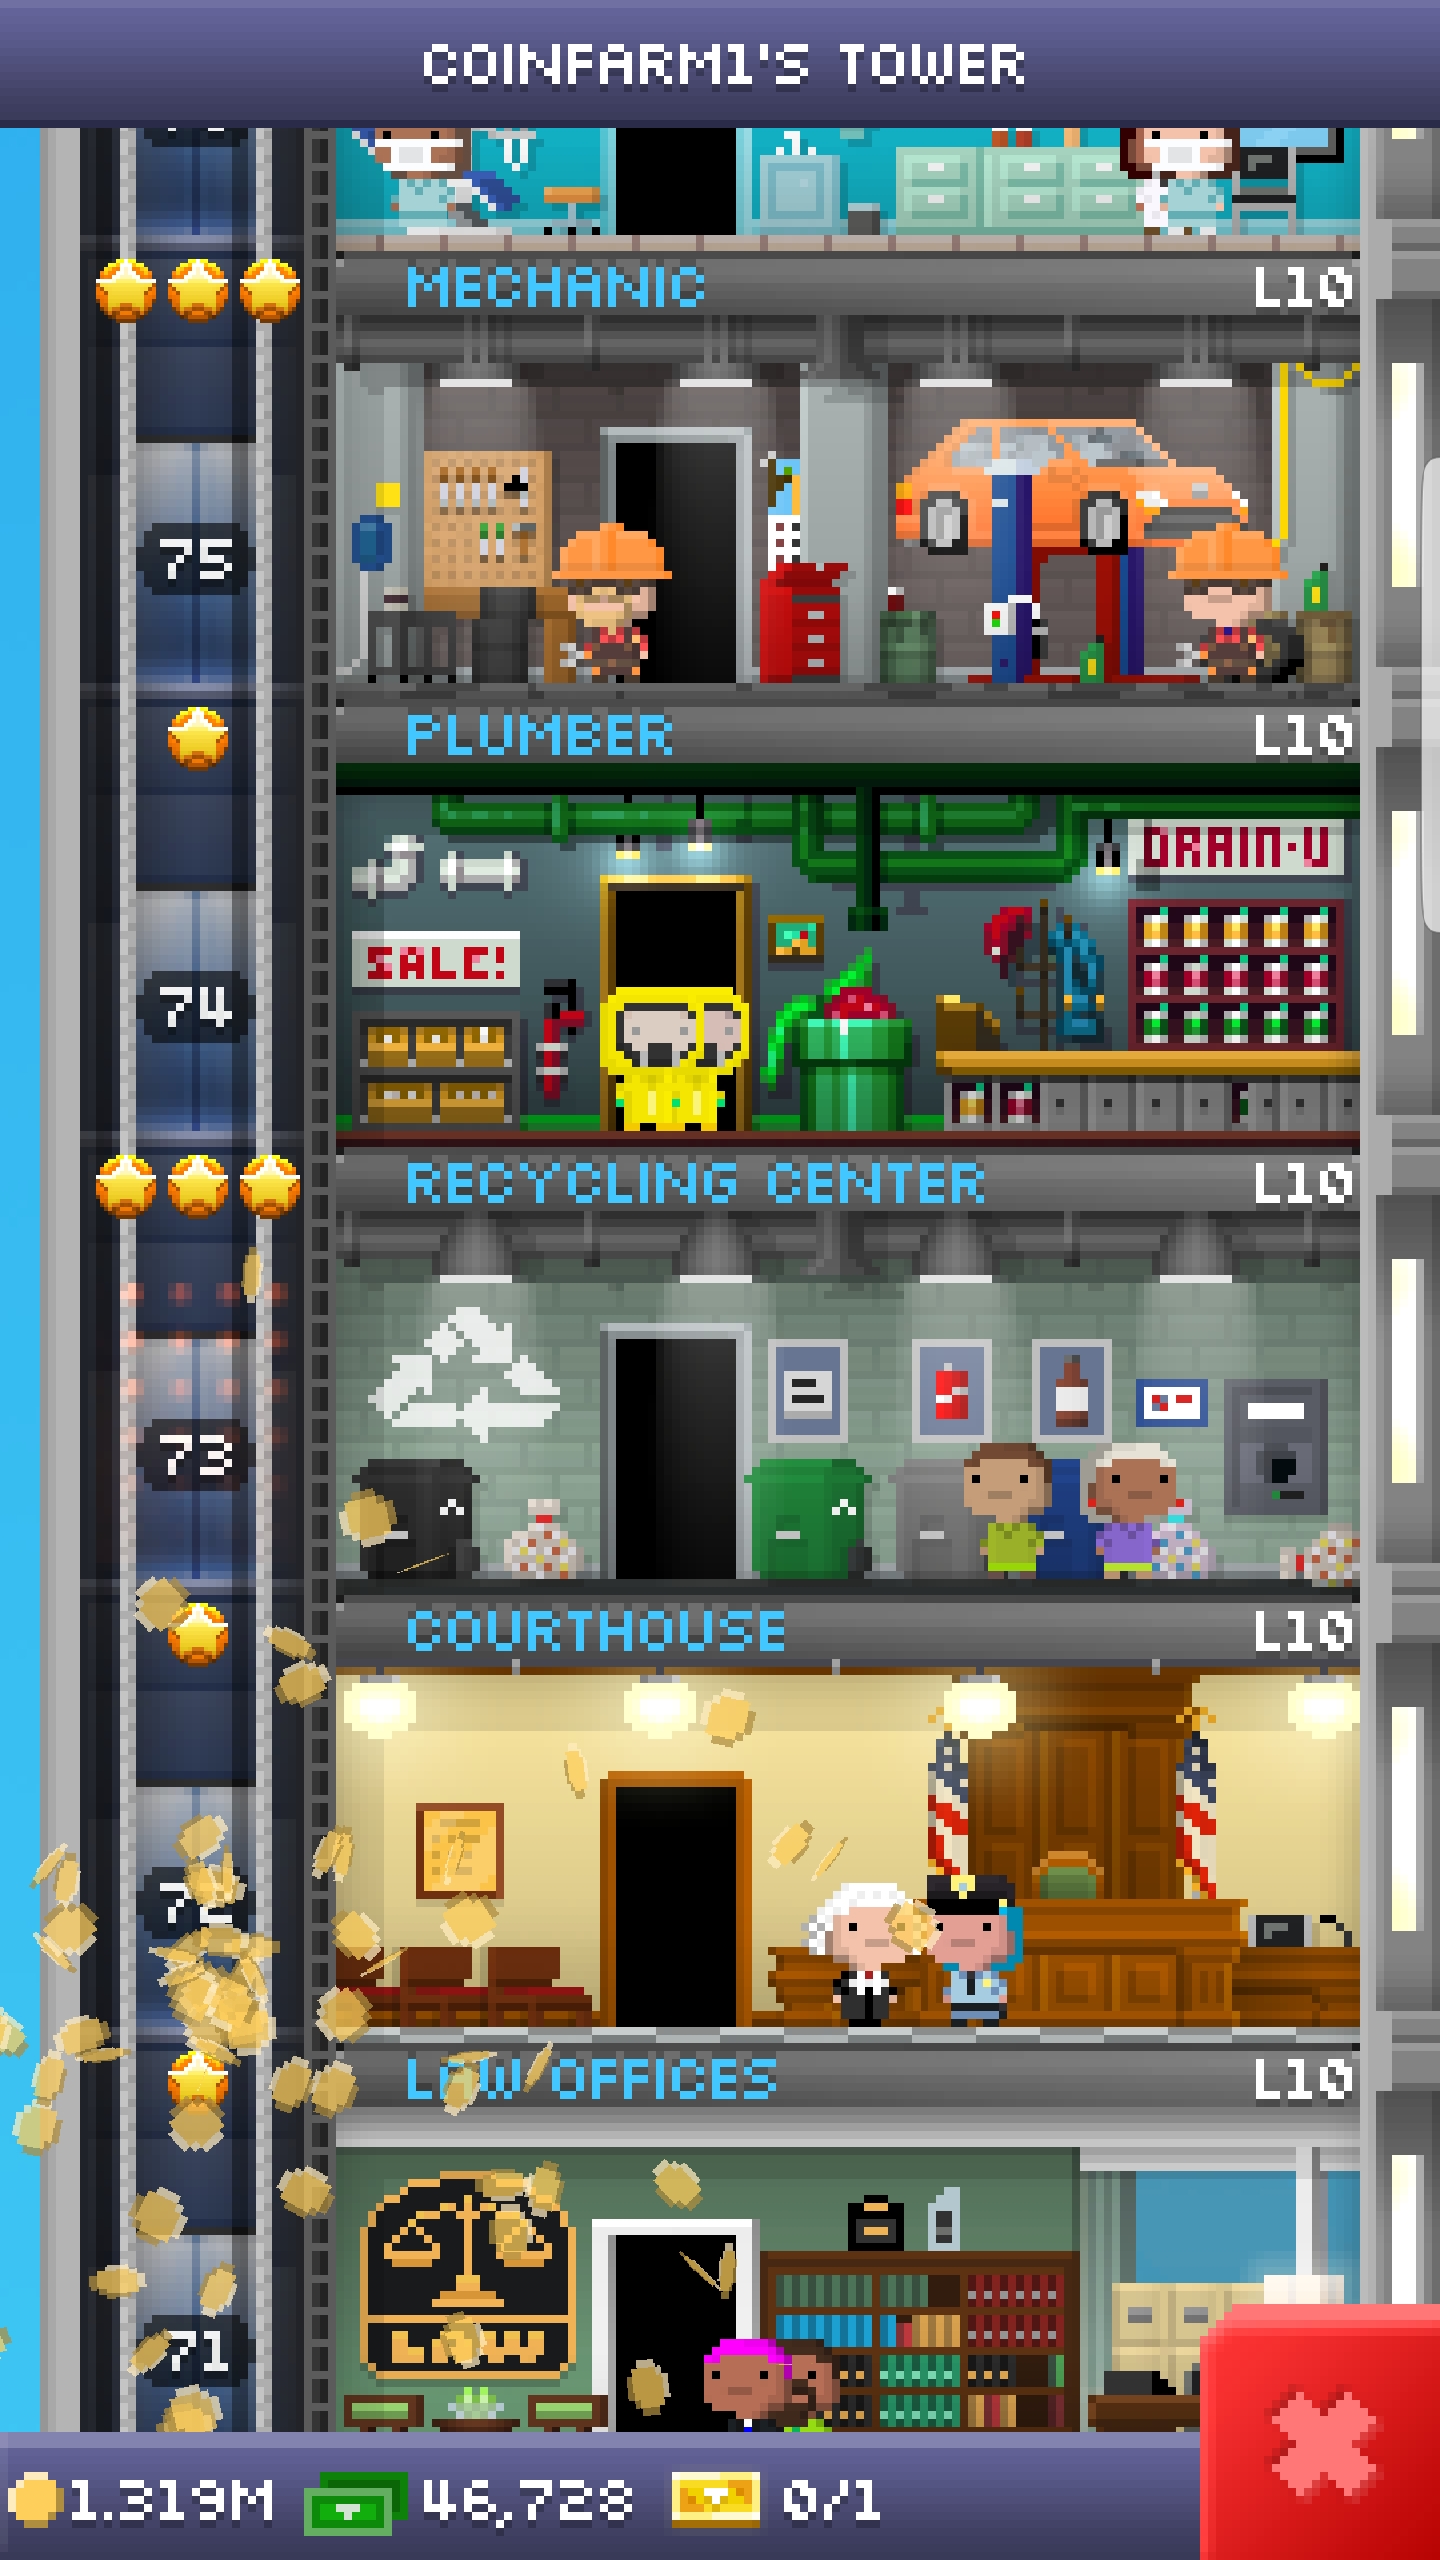 COINFARM1'S TOWER
MECHANIC L10
75
PLUMBER L10
DRAIN-U
SALE!
74
RECYCLING CENTER L10
73
COURTHOUSE L10
LAW OFFICES L10
LAW
71
1.319M 46,728 0/1